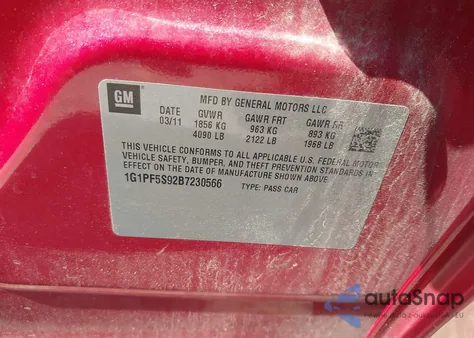 GM
MFD BY GENERAL MOTORS LLC
DATE GVWR GAWR FRT GAWR RR
03/11 1856 KG 963 KG 893 KG
4090 LB 2122 LB 1968 LB
THIS VEHICLE CONFORMS TO ALL APPLICABLE U.S. FEDERAL MOTOR
VEHICLE SAFETY, BUMPER, AND THEFT PREVENTION STANDARDS IN
EFFECT ON THE DATE OF MANUFACTURE SHOWN ABOVE.
1G1PF5S92B7230566 TYPE: PASS CAR
autoSnap